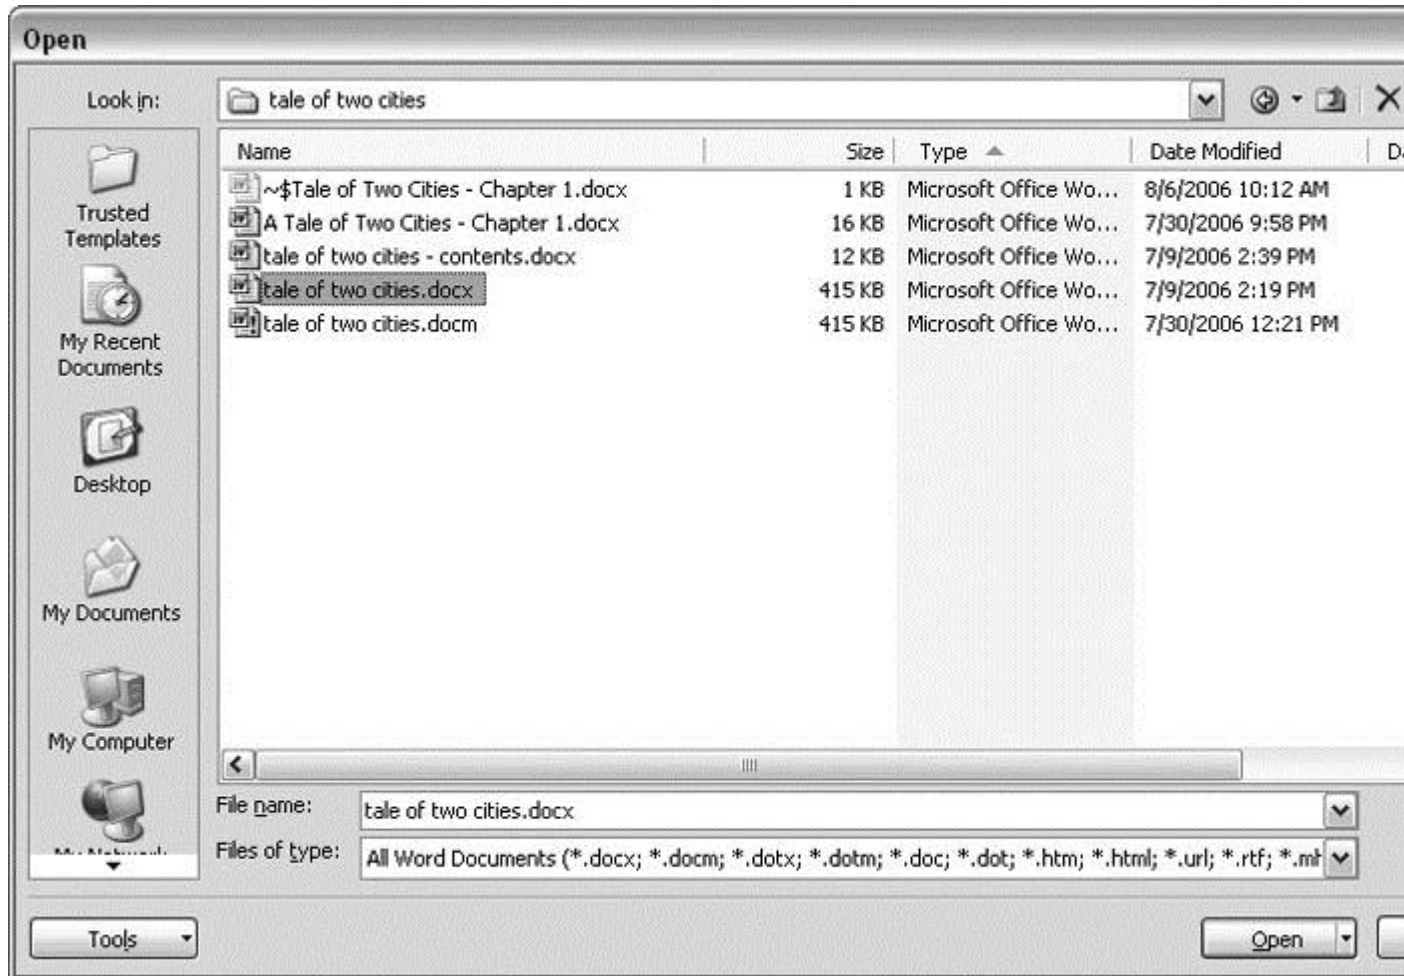 Open
Look in:
tale of two cities
Name Size Type Date Modified
~$Tale of Two Cities - Chapter 1.docx 1 KB Microsoft Office Wo... 8/6/2006 10:12 AM
A Tale of Two Cities - Chapter 1.docx 16 KB Microsoft Office Wo... 7/30/2006 9:58 PM
tale of two cities - contents.docx 12 KB Microsoft Office Wo... 7/9/2006 2:39 PM
tale of two cities.docx 415 KB Microsoft Office Wo... 7/9/2006 2:19 PM
tale of two cities.docm 415 KB Microsoft Office Wo... 7/30/2006 12:21 PM
Trusted
Templates
My Recent
Documents
Desktop
My Documents
My Computer
My Network
File name: tale of two cities.docx
Files of type: All Word Documents (*.docx; *.docm; *.dotx; *.dotm; *.doc; *.dot; *.htm; *.html; *.url; *.rtf;
Tools
Open